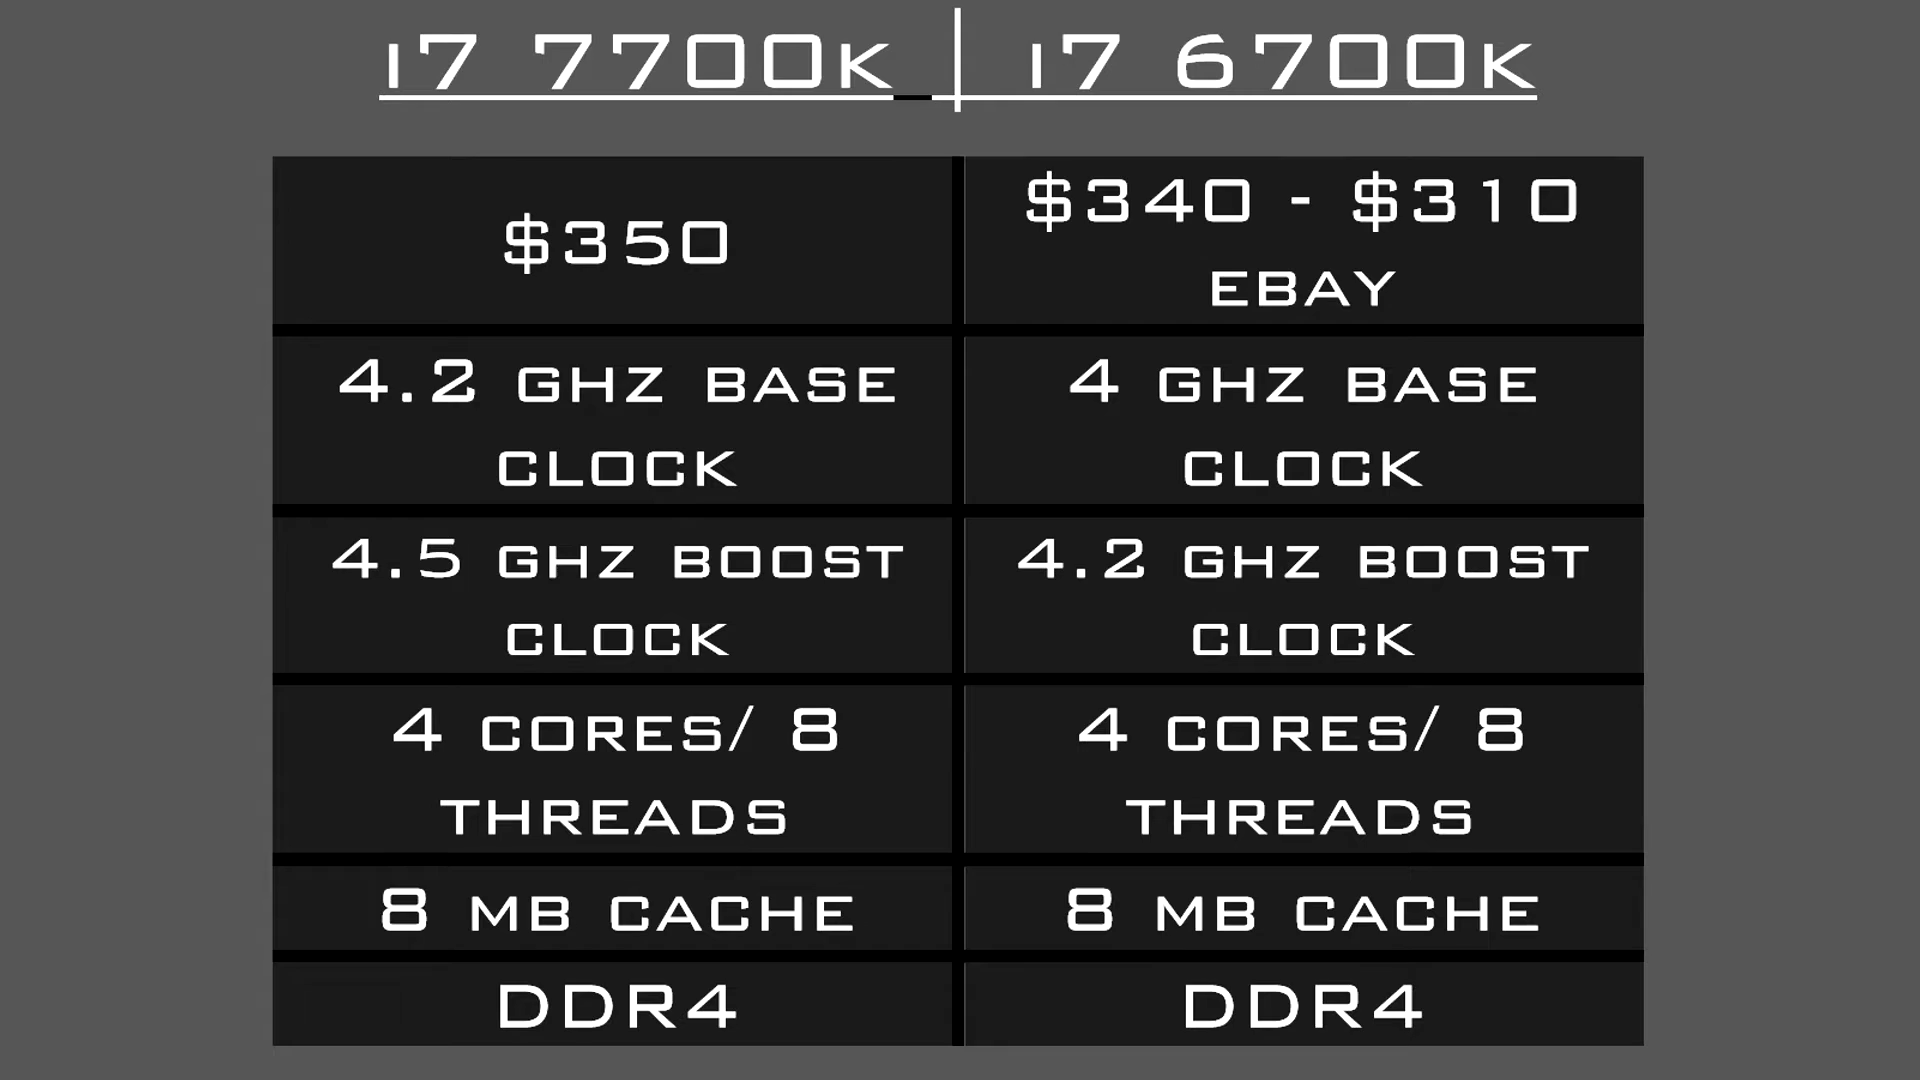 i7 7700K | i7 6700K
$350
$340 - $310
EBAY
4.2 GHZ BASE
CLOCK
4 GHZ BASE
CLOCK
4.5 GHZ BOOST
CLOCK
4.2 GHZ BOOST
CLOCK
4 CORES/ 8
THREADS
4 CORES/ 8
THREADS
8 MB CACHE
8 MB CACHE
DDR4
DDR4